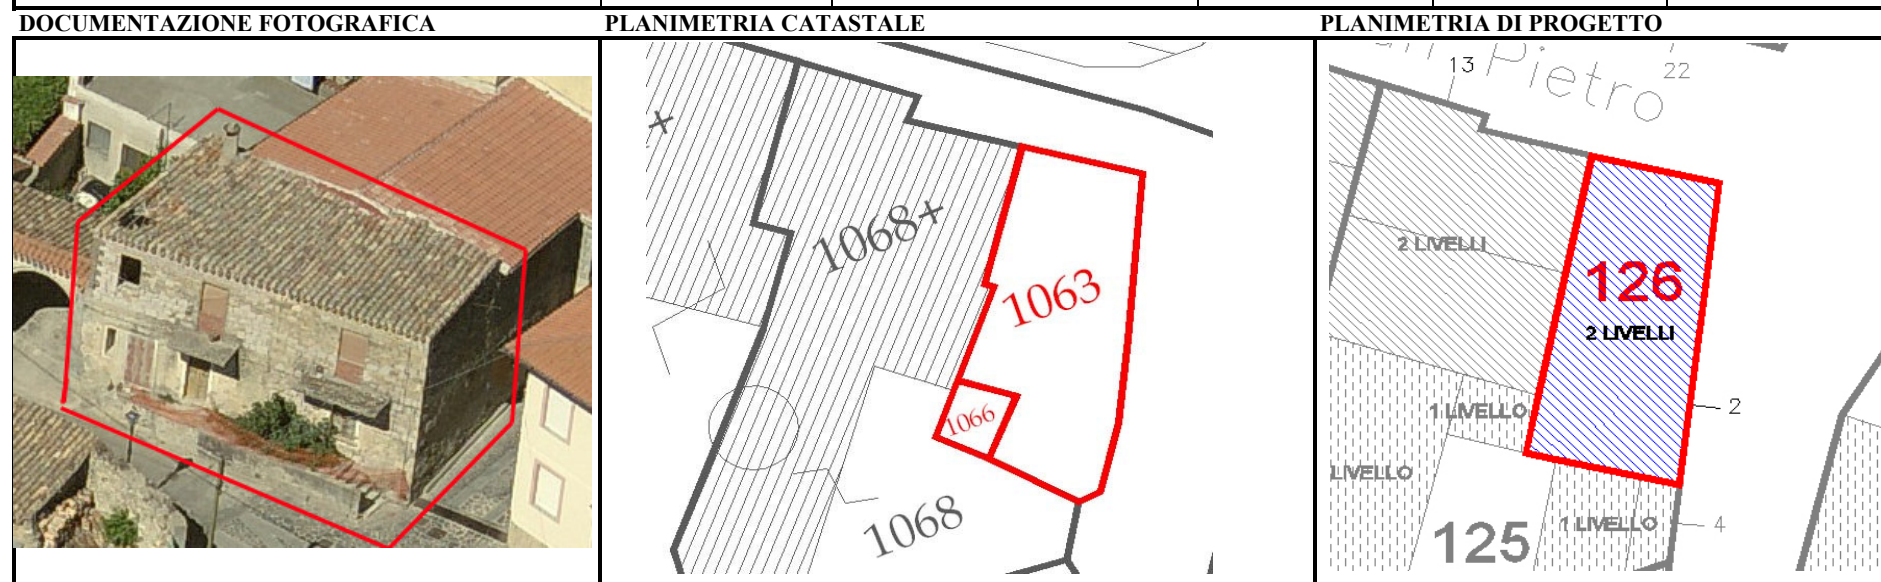 DOCUMENTAZIONE FOTOGRAFICA
PLANIMETRIA CATASTALE
1068+
1063
1066
1068
PLANIMETRIA DI PROGETTO
Pietro
13
22
2 LIVELLI
126
2 LIVELLI
1 LIVELLO
2
LIVELLO
125
1 LIVELLO
4